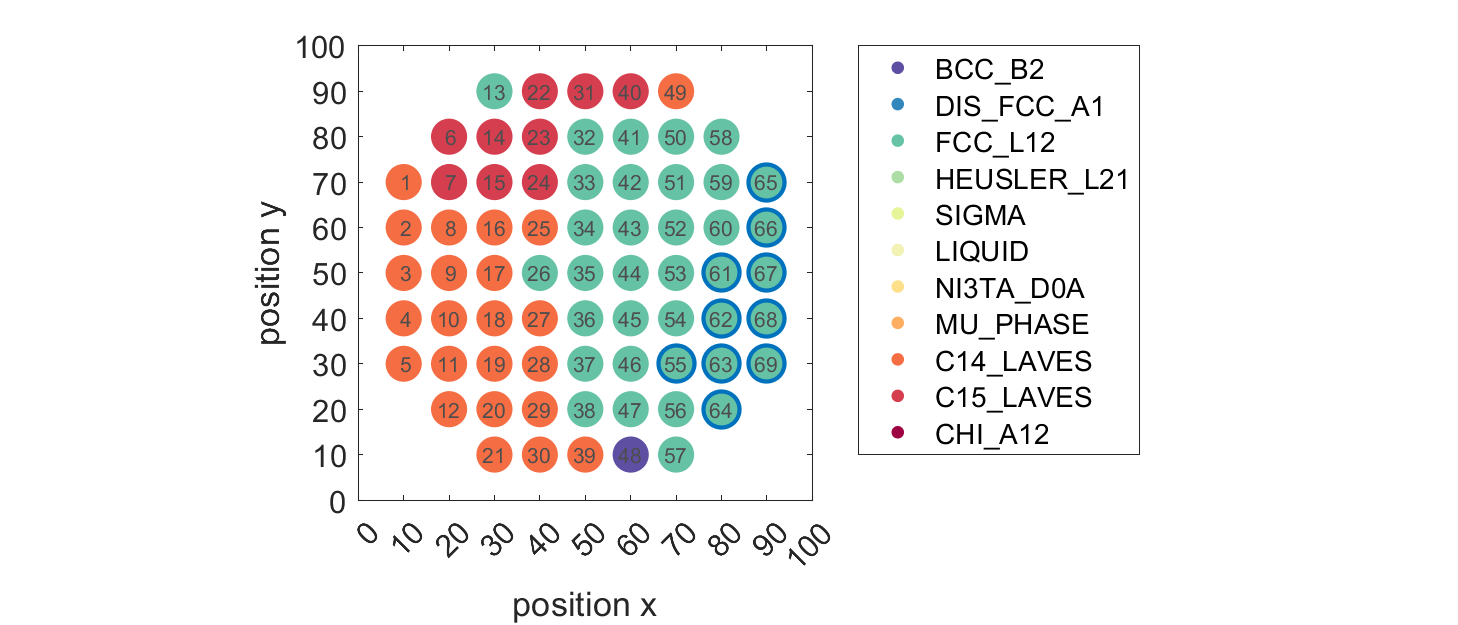 100
90
80
70
60
50
40
30
20
10
0
position y
13 22 31 40 49
6 14 23 32 41 50 58
1 7 15 24 33 42 51 59 65
2 8 16 25 34 43 52 60 66
3 9 17 26 35 44 53 61 67
4 10 18 27 36 45 54 62 68
5 11 19 28 37 46 55 63 69
12 20 29 38 47 56 64
21 30 39 48 57
0 10 20 30 40 50 60 70 80 90 100
position x
BCC_B2
DIS_FCC_A1
FCC_L12
HEUSLER_L21
SIGMA
LIQUID
NI3TA_D0A
MU_PHASE
C14_LAVES
C15_LAVES
CHI_A12